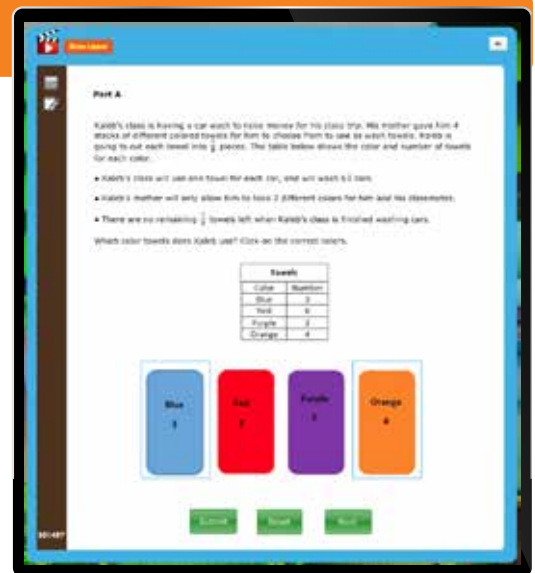 Part A
Kaleb's class is having a car wash to raise money for his class trip. His mother gave him 4
stacks of different colored towels for him to choose from to use as wash towels. Kaleb is
going to cut each towel into pieces. The table below shows the color and number of towels
for each color.
• Kaleb's class will use one towel for each car, and will wash cars.
• Kaleb's mother will only allow him to take 2 different colors for him and his classmates.
• There are no remaining towels left when Kaleb's class is finished washing cars.
Which color towels does Kaleb use? Click on the correct colors.
Towels
Color Number
Blue 3
Red
Purple
Orange 4
Blue Red Purple Orange
Submit Reset Next